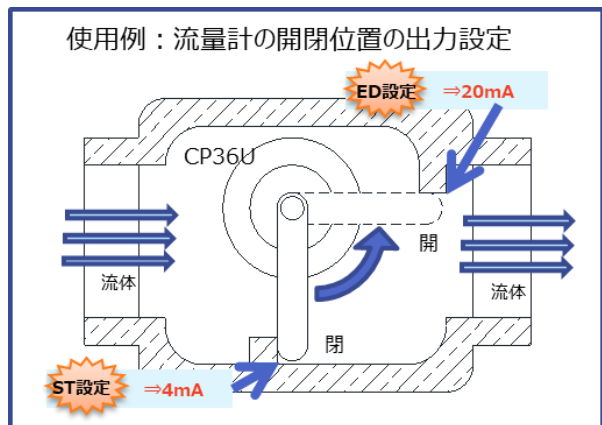 使用例：流量計の開閉位置の出力設定
ED設定 ⇒20mA
CP36U
開
流体
流体
閉
ST設定 ⇒4mA